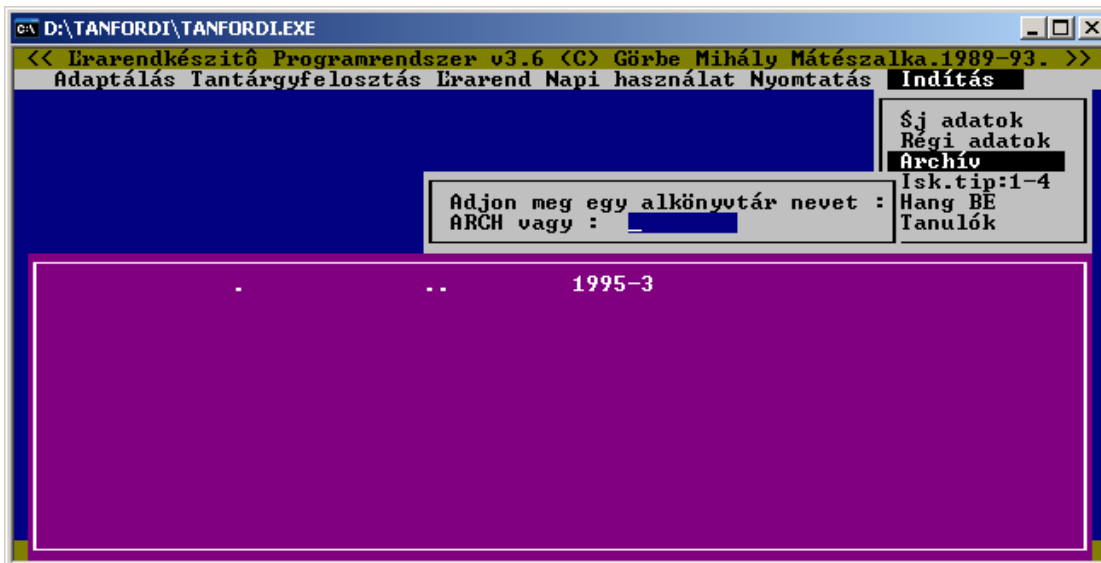 D:\TANFORDI\TANFORDI.EXE
<< Ľrarendkészitô Programrendszer v3.6 (C) Görbe Mihály Mátészalka.1989-93. >>
Adaptálás Tantárgyfelosztás Ľrarend Napi használat Nyomtatás Indítás
Śj adatok
Régi adatok
Archív
Isk.tip:1-4
Hang BE
Tanulók
Adjon meg egy alkönyvtár nevet :
ARCH vagy : _
. .. 1995-3